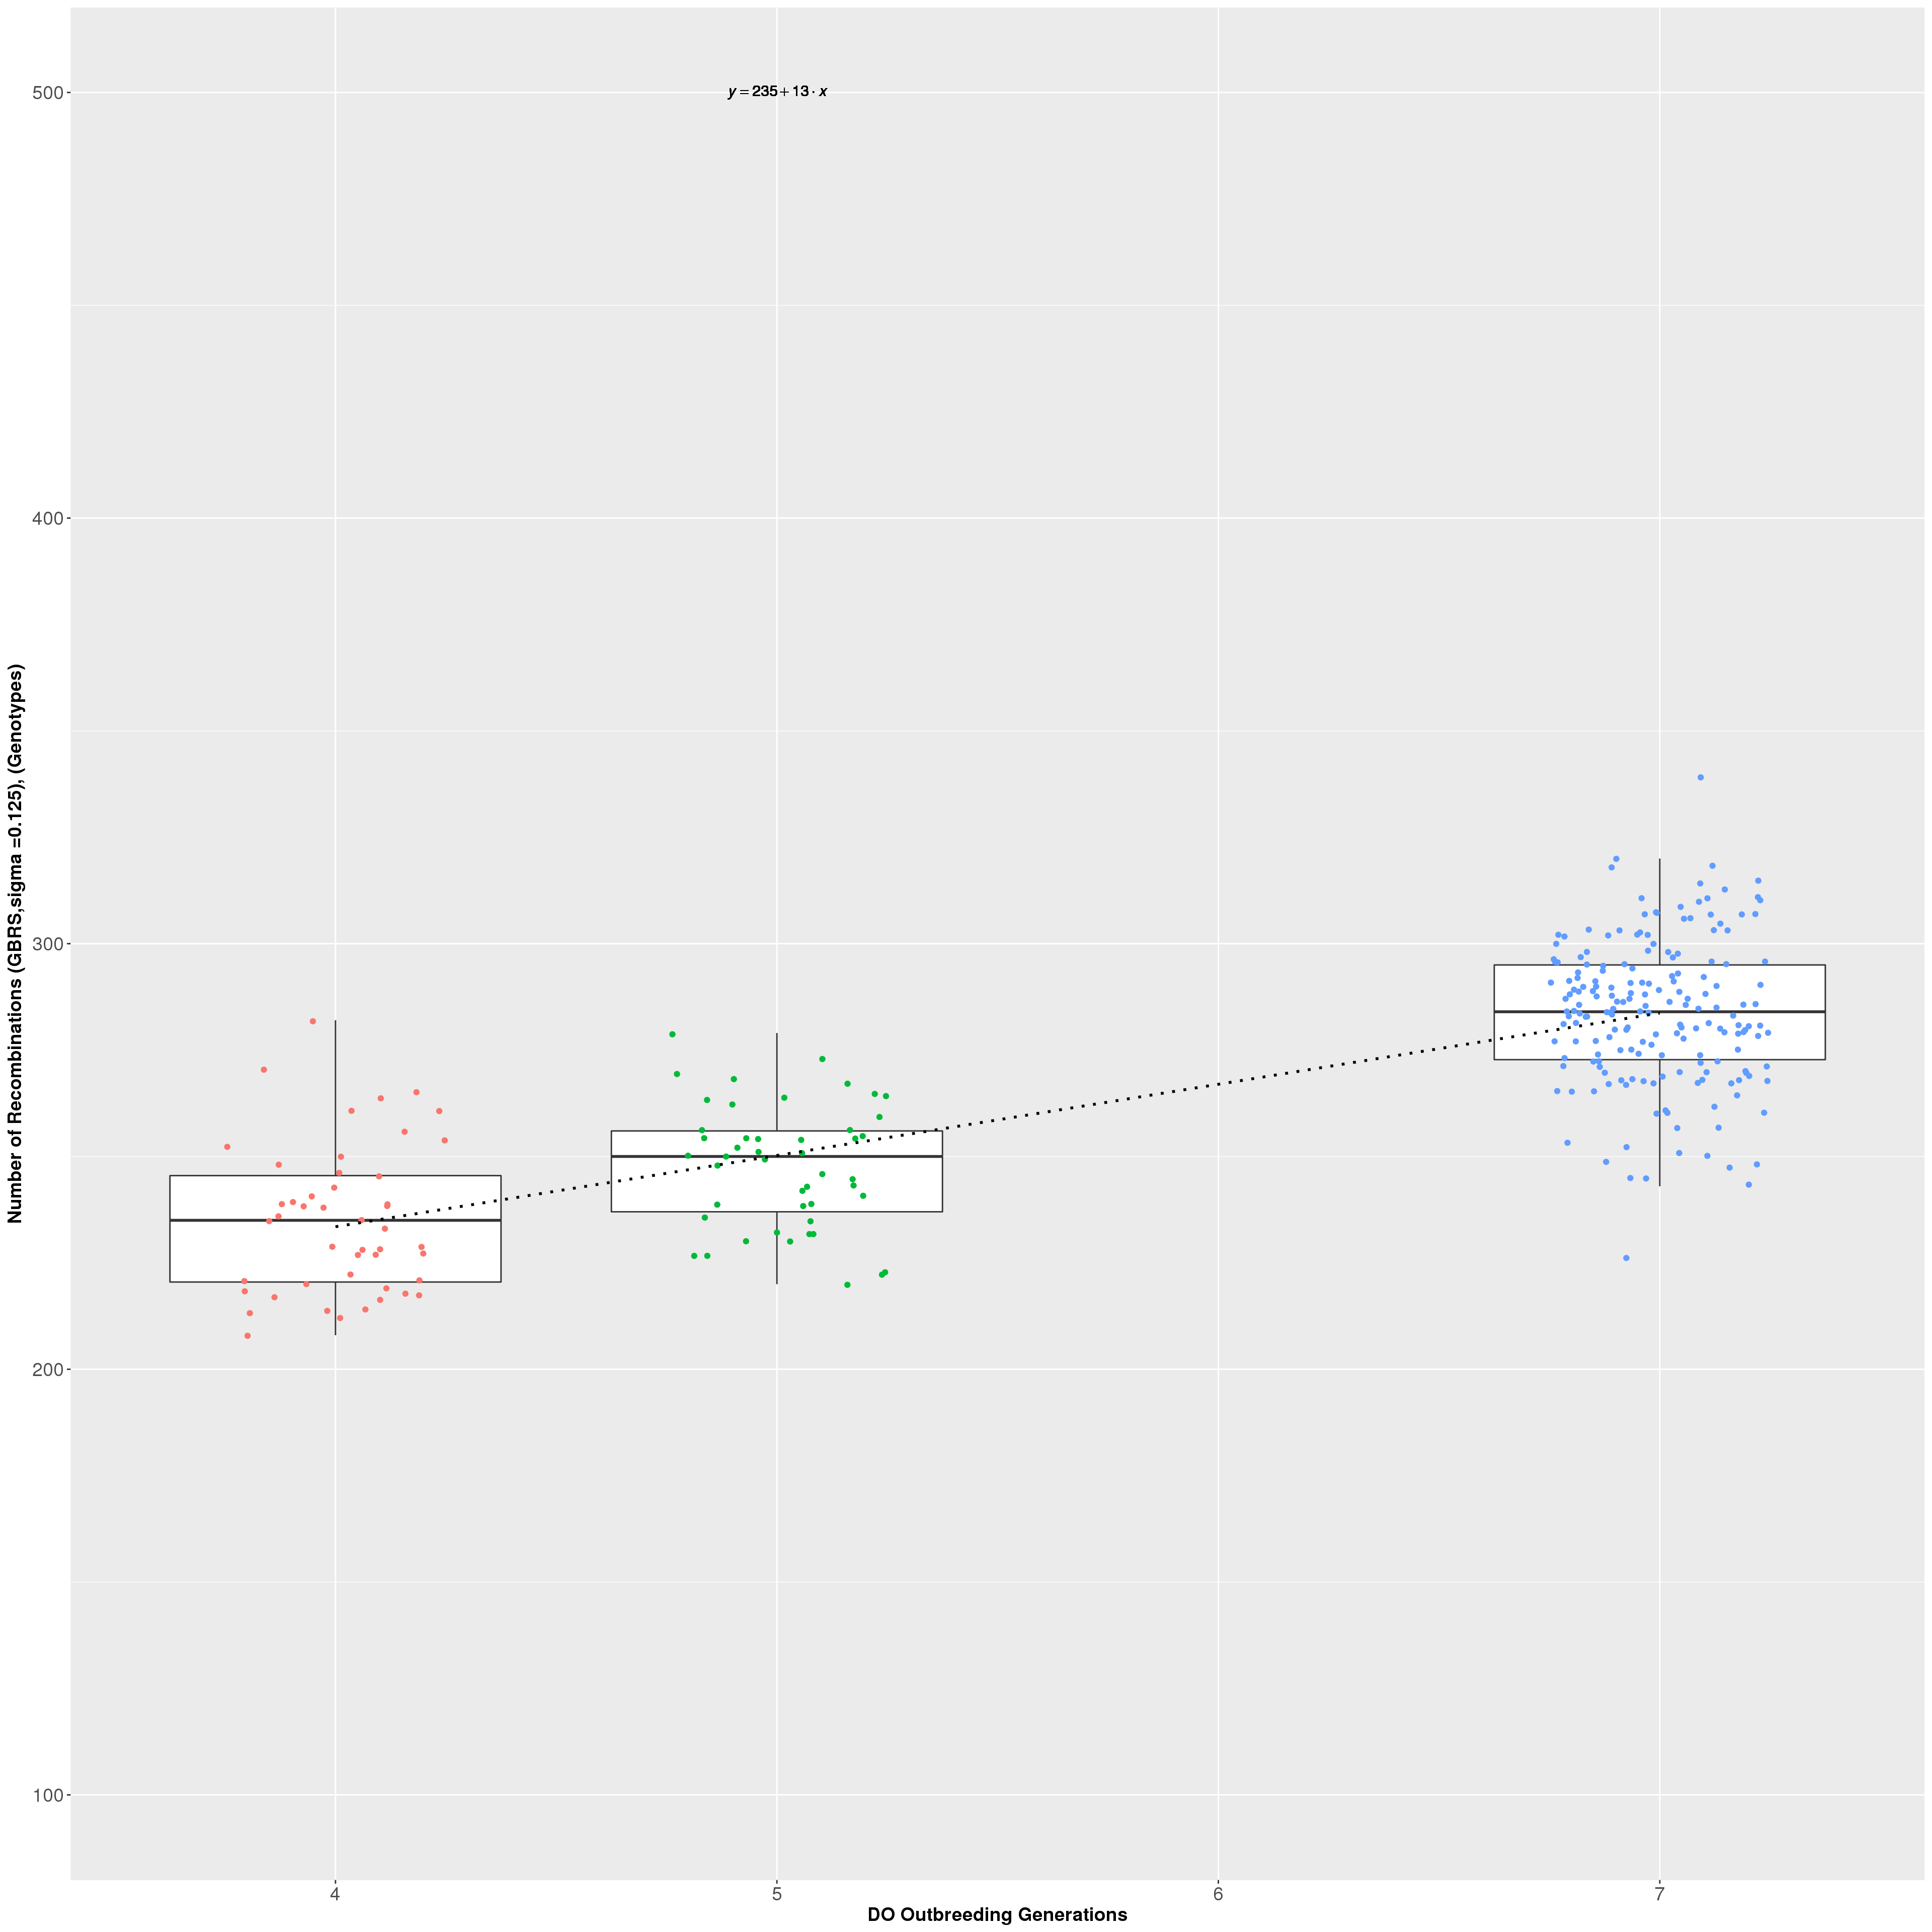 y = 235 + 13 · x
500
400
300
200
100
Number of Recombinations (GBRS,sigma =0.125), (Genotypes)
4 5 6 7
DO Outbreeding Generations